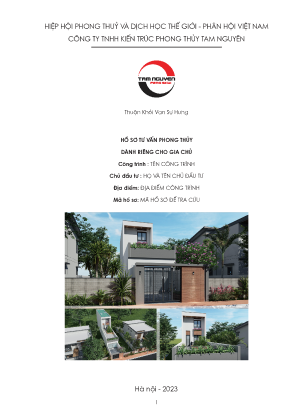 HIỆP HỘI PHONG THUỶ VÀ DỊCH HỌC THẾ GIỚI - PHÂN HỘI VIỆT NAM
CÔNG TY TNHH KIẾN TRÚC PHONG THỦY TAM NGUYÊN
TAM NGUYEN
Thuận Khôi Vạn Sự Hưng
HỒ SƠ TƯ VẤN PHONG THỦY
DÀNH RIÊNG CHO GIA CHỦ
Công trình : TÊN CÔNG TRÌNH
Chủ đầu tư : HỌ VÀ TÊN CHỦ ĐẦU TƯ
Địa điểm: ĐỊA ĐIỂM CÔNG TRÌNH
Mã hồ sơ: MÃ HỒ SƠ ĐỂ TRA CỨU
Hà nội - 2023
1